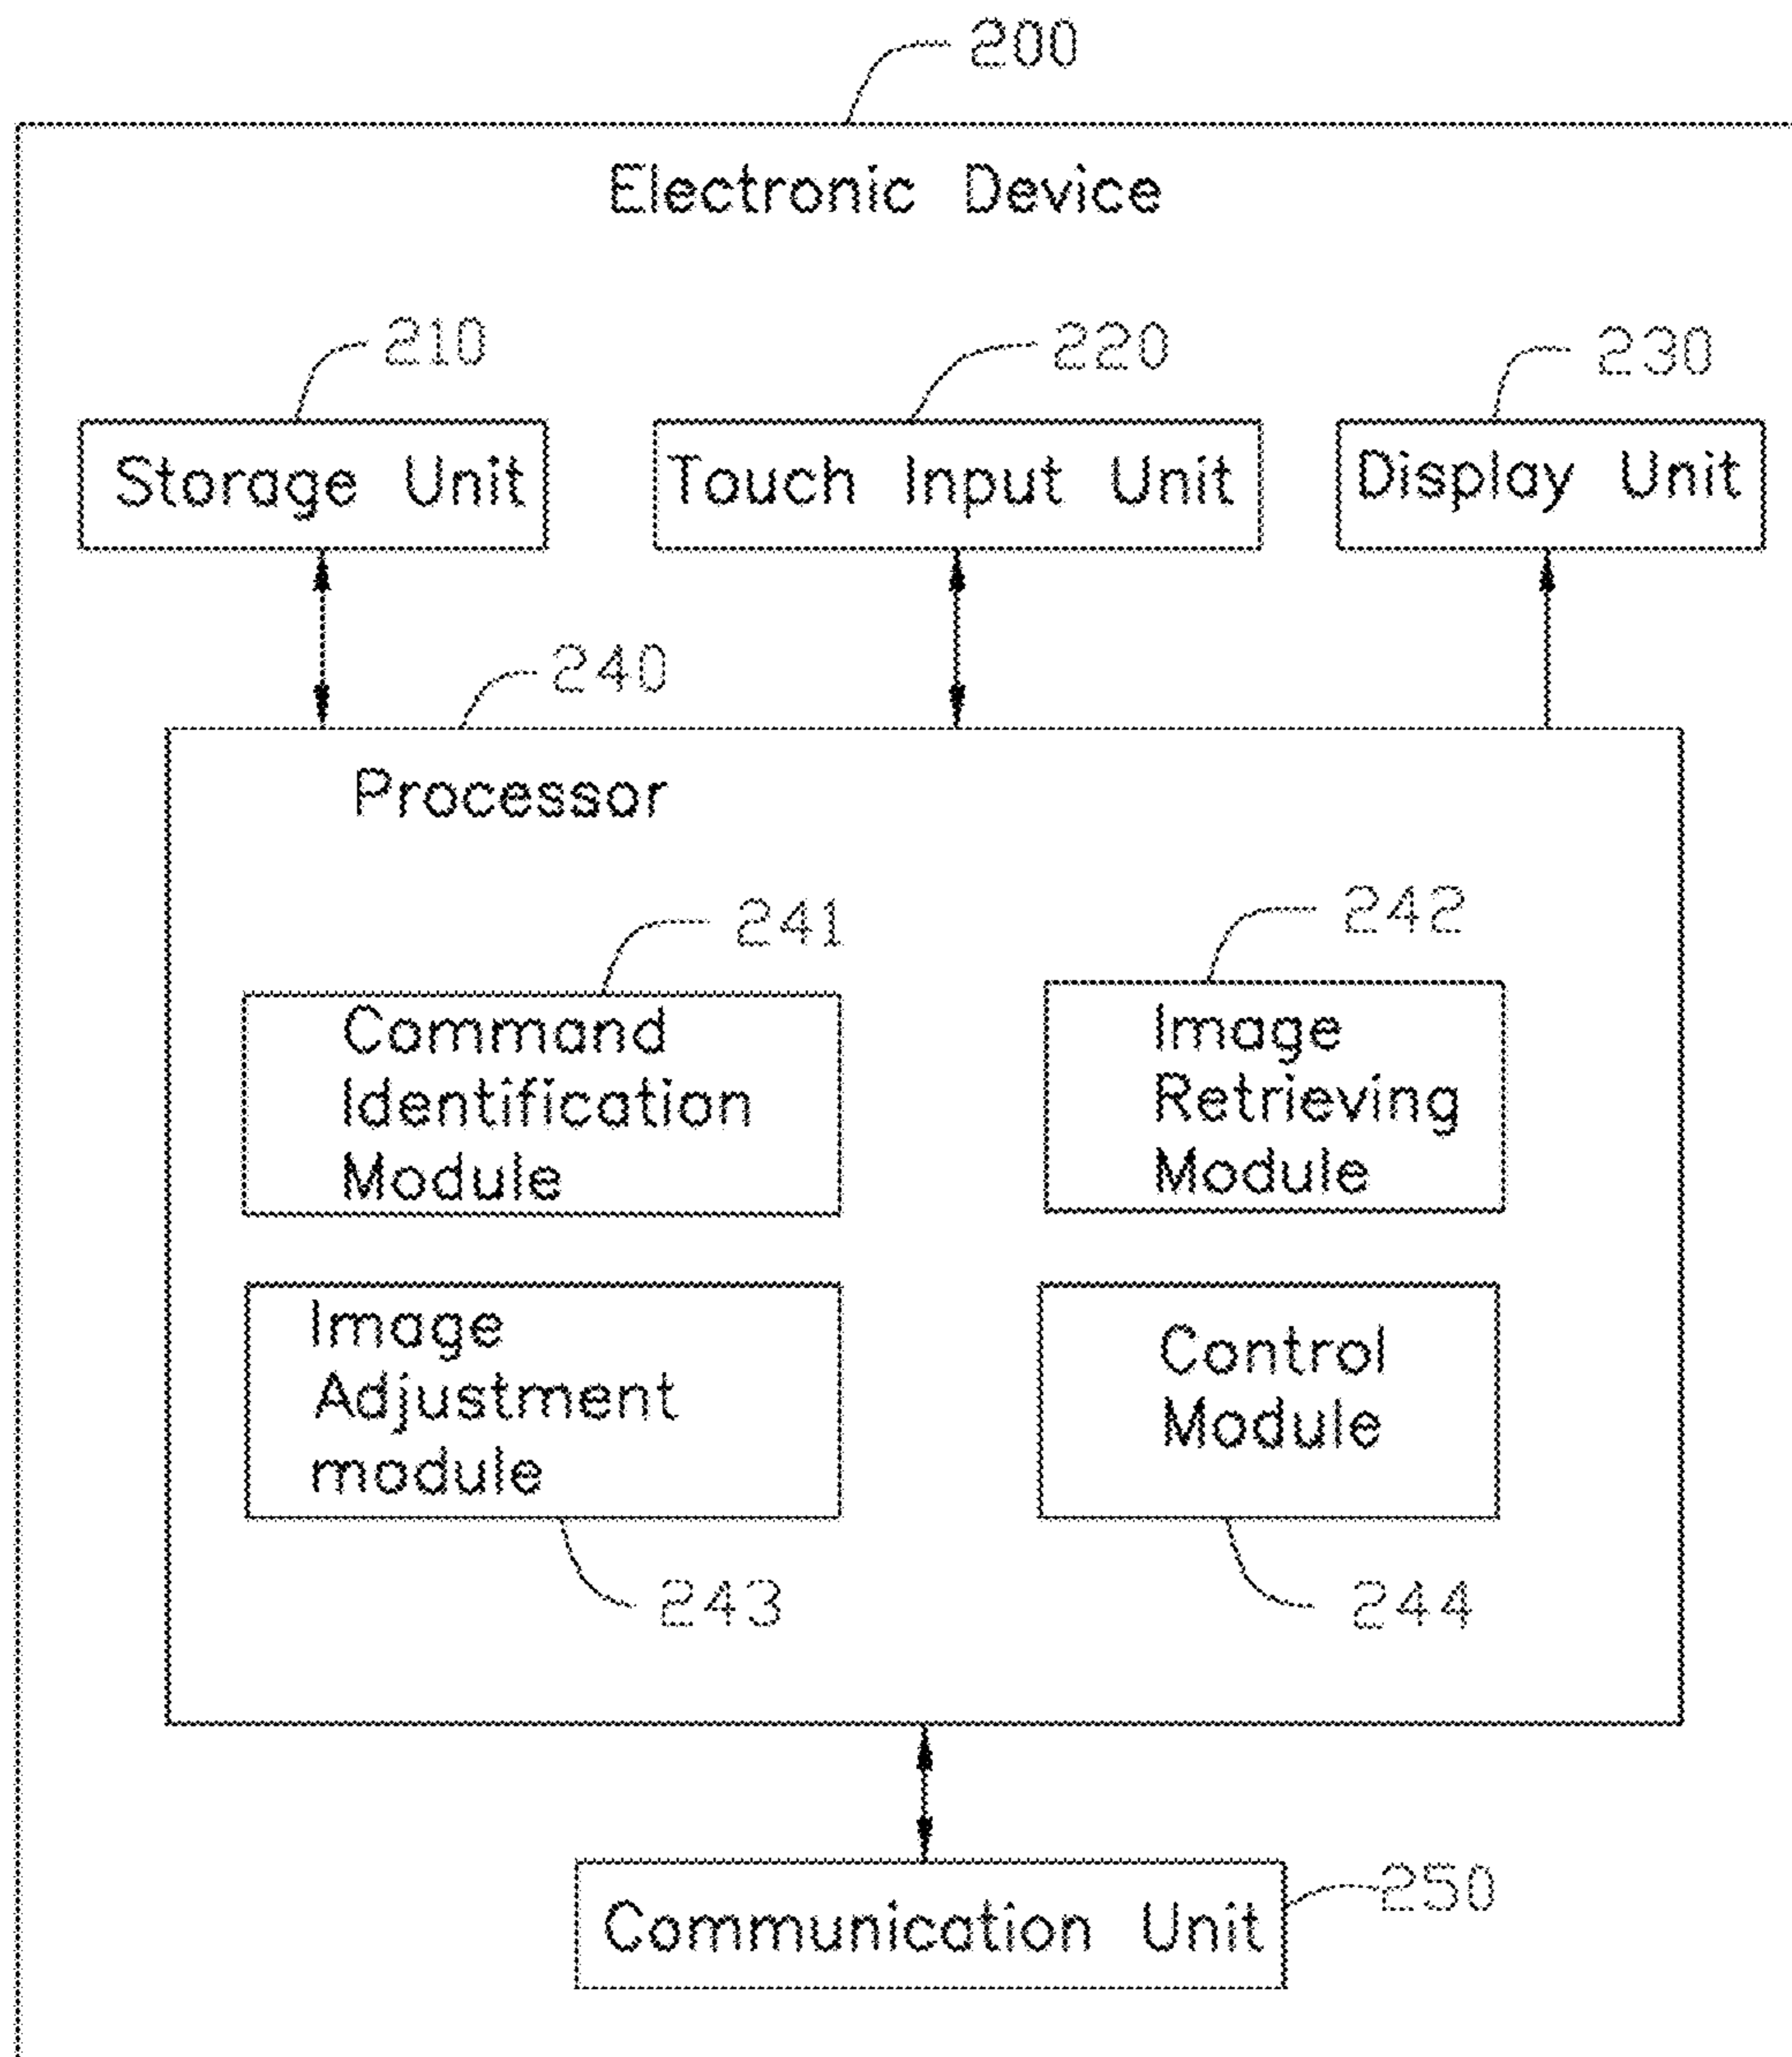 200
Electronic Device
210
220
230
Storage Unit
Touch Input Unit
Display Unit
240
Processor
241
242
Command
Identification
Module
Image
Retrieving
Module
Image
Adjustment
module
Control
Module
243
244
250
Communication Unit